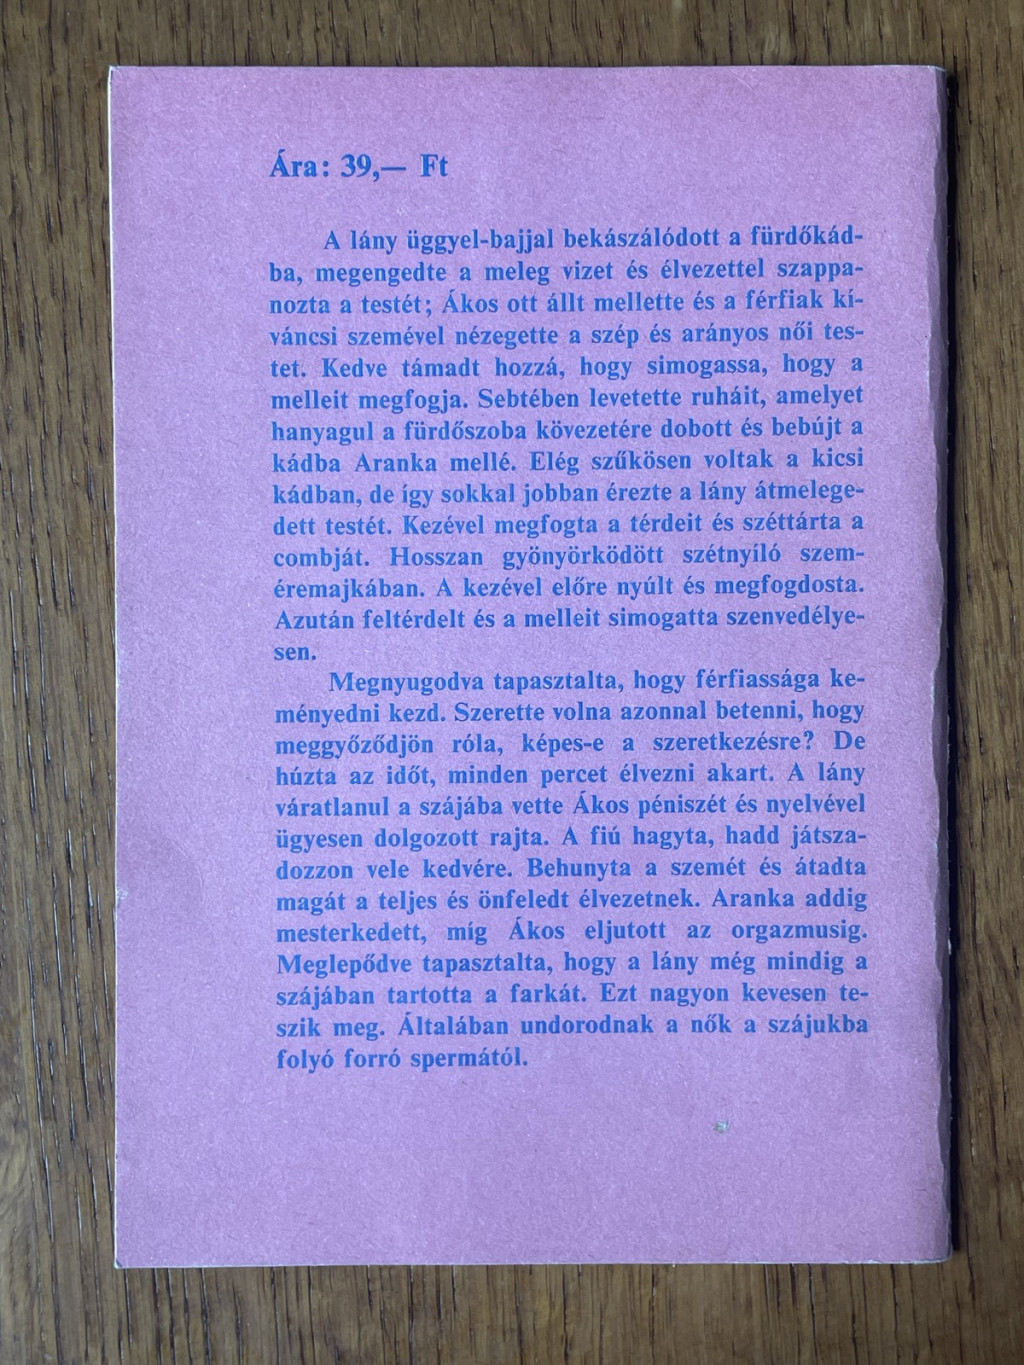 Ára: 39,— Ft
A lány üggyel-bajjal bekászálódott a fürdőkád-
ba, megengedte a meleg vizet és élvezettel szappa-
nozta a testét; Ákos ott állt mellette és a férfiak kí-
váncsi szemével nézegette a szép és arányos női tes-
tet. Kedve támadt hozzá, hogy simogassa, hogy a
melleit megfogja. Sebtében levetette ruháit, amelyet
hanyagul a fürdőszoba kövezetére dobott és bebújt a
kádba Aranka mellé. Elég szűkösen voltak a kicsi
kádban, de így sokkal jobban érezte a lány átmelege-
dett testét. Kezével megfogta a térdeit és széttárta a
combját. Hosszan gyönyörködött szétnyíló szem-
éremajkában. A kezével előre nyúlt és megfogdosta.
Azután feltérdelt és a melleit simogatta szenvedélye-
sen.
Megnyugodva tapasztalta, hogy férfiassága ke-
ményedni kezd. Szerette volna azonnal betenni, hogy
meggyőződjön róla, képes-e a szeretkezésre? De
húzta az időt, minden percet élvezni akart. A lány
váratlanul a szájába vette Ákos péniszét és nyelvével
ügyesen dolgozott rajta. A fiú hagyta, hadd játsza-
dozzon vele kedvére. Behunyta a szemét és átadta
magát a teljes és önfeledt élvezetnek. Aranka addig
mesterkedett, míg Ákos eljutott az orgazmusig.
Meglepődve tapasztalta, hogy a lány még mindig a
szájában tartotta a farkát. Ezt nagyon kevesen te-
szik meg. Általában undorodnak a nők a szájukba
folyó forró spermától.